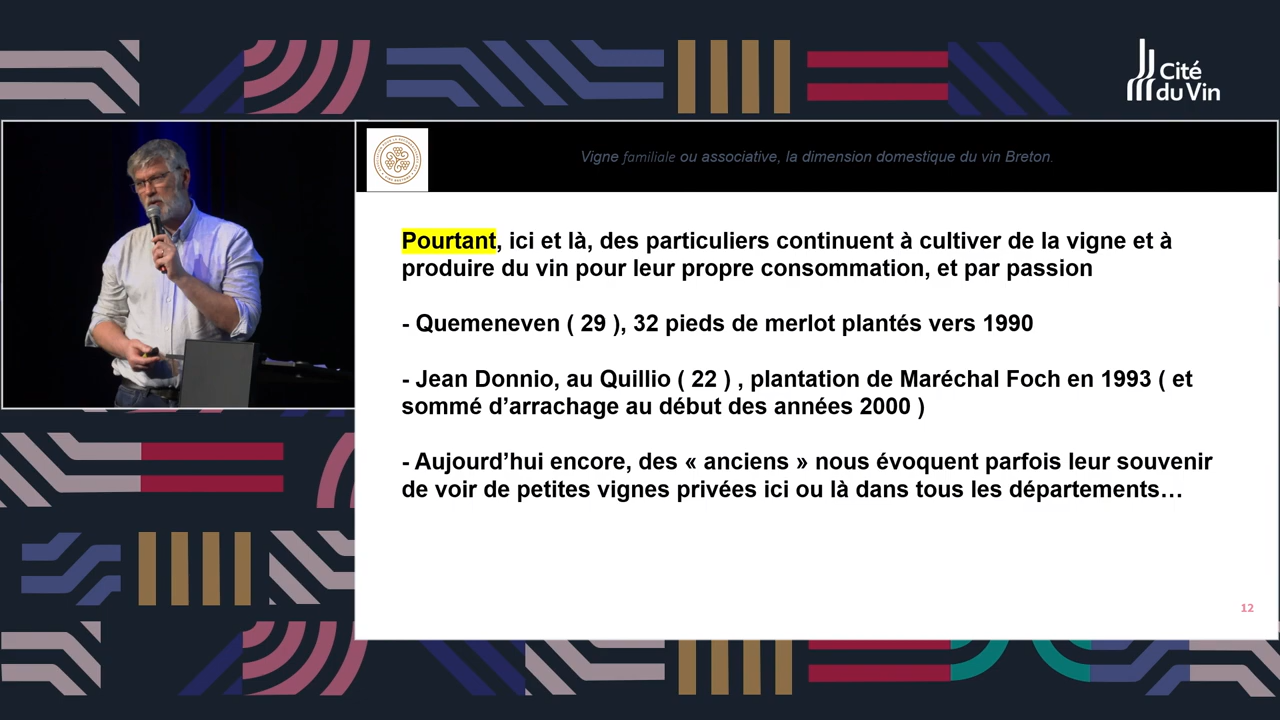 Cité
du Vin
Vigne familiale ou associative, la dimension domestique du vin Breton.
Pourtant, ici et là, des particuliers continuent à cultiver de la vigne et à
produire du vin pour leur propre consommation, et par passion
- Quemeneven ( 29 ), 32 pieds de merlot plantés vers 1990
- Jean Donnio, au Quillio ( 22 ) , plantation de Maréchal Foch en 1993 ( et
sommé d’arrachage au début des années 2000 )
- Aujourd’hui encore, des « anciens » nous évoquent parfois leur souvenir
de voir de petites vignes privées ici ou là dans tous les départements…
12